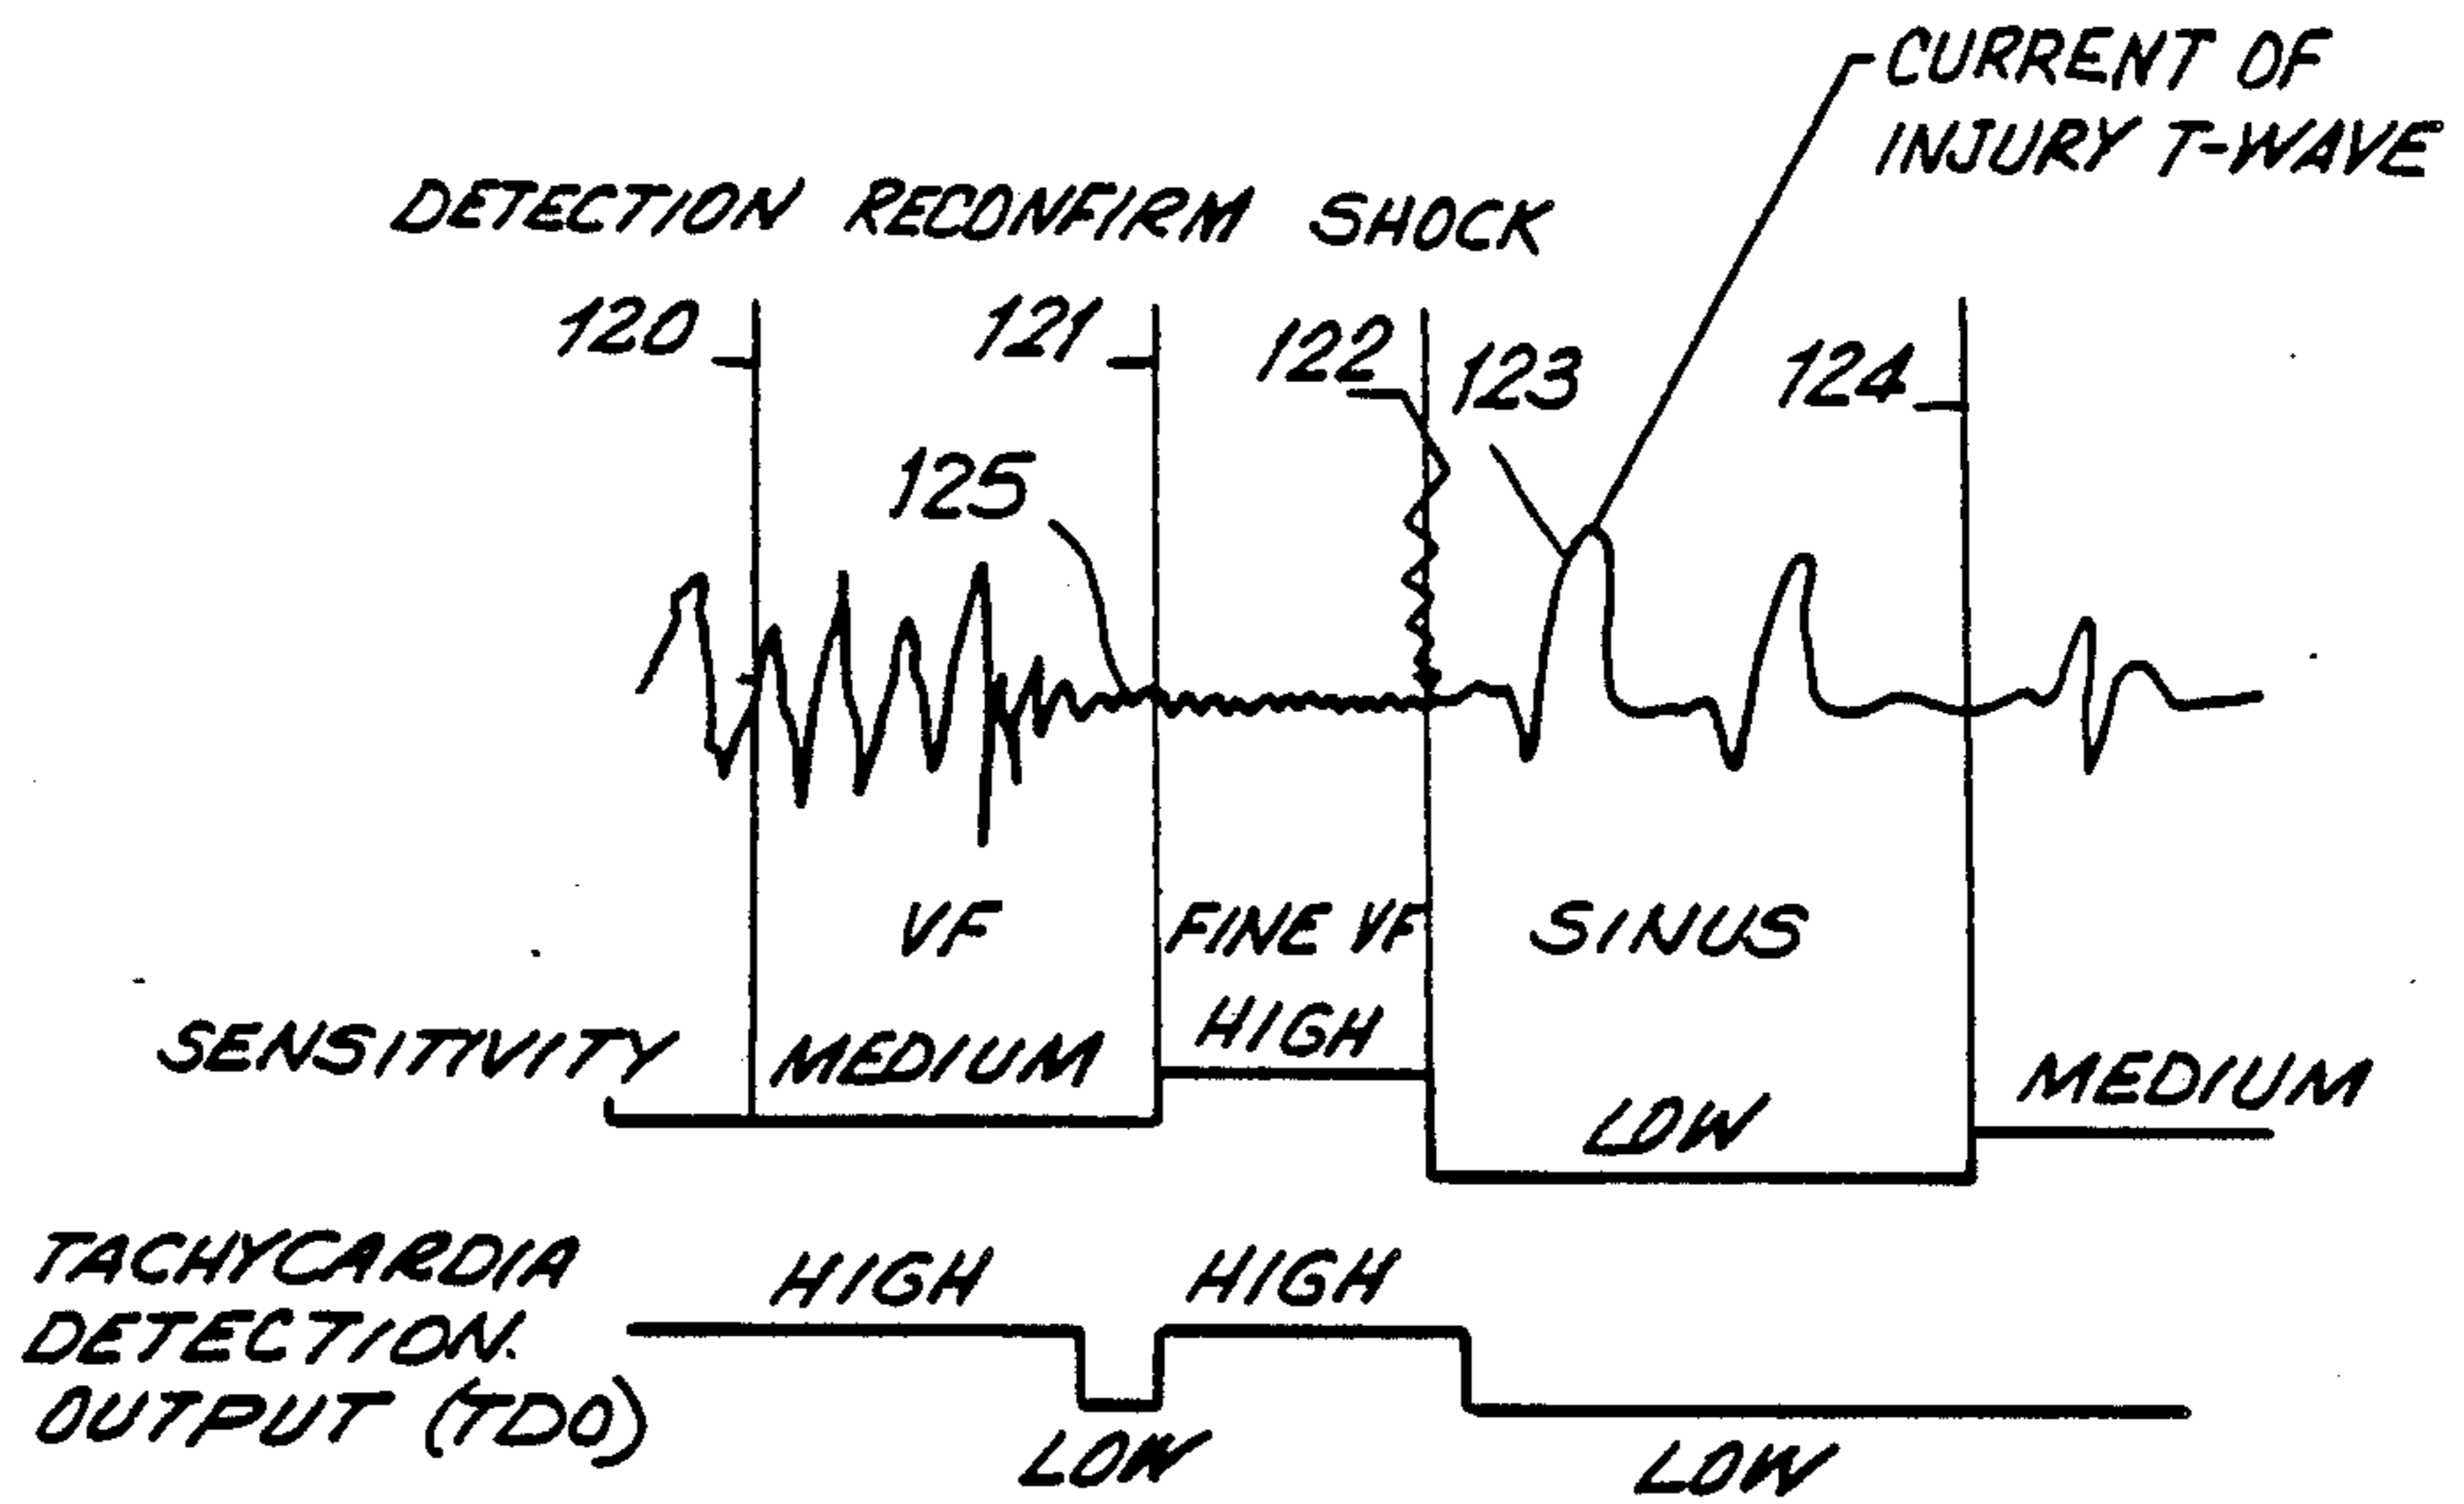 CURRENT OF
INJURY T-WAVE
DETECTION RECONFIRM SHOCK
120
121
122
123
124
125
VF
FINE VF
SINUS
SENSITIVITY
MEDIUM
HIGH
LOW
MEDIUM
TACHYCARDIA
DETECTION.
OUTPUT (TDO)
HIGH
LOW
HIGH
LOW